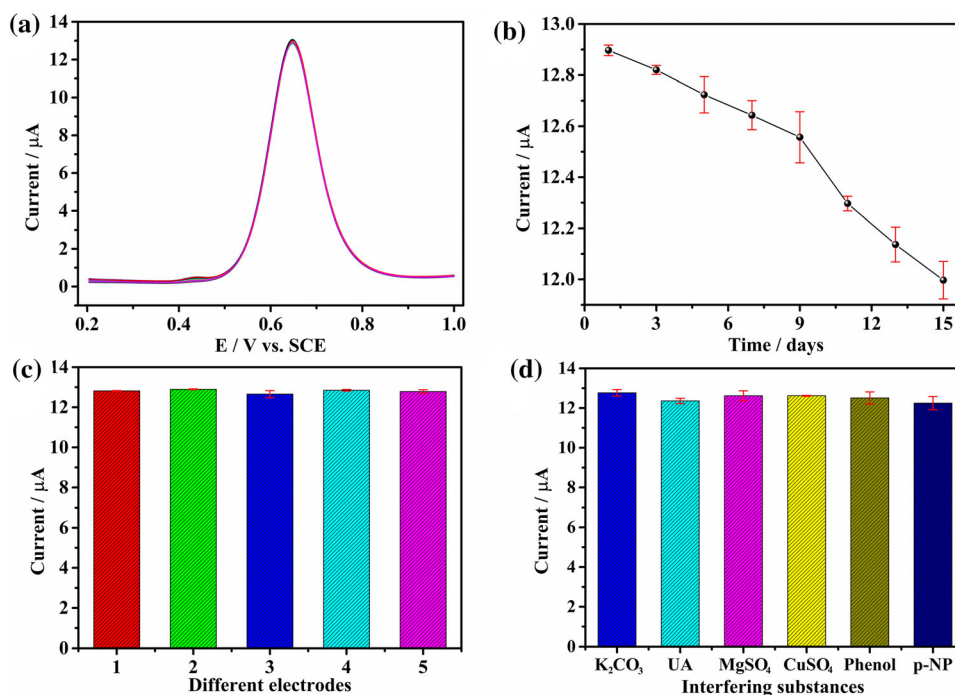 (a)
14
12
10
8
6
4
2
0
Current / μA
0.2 0.4 0.6 0.8 1.0
E / V vs. SCE
(b)
13.0
12.8
12.6
12.4
12.2
12.0
Current / μA
0 3 6 9 12 15
Time / days
(c)
14
12
10
8
6
4
2
0
Current / μA
1 2 3 4 5
Different electrodes
(d)
14
12
10
8
6
4
2
0
Current / μA
K₂CO₃ UA MgSO₄ CuSO₄ Phenol p-NP
Interfering substances